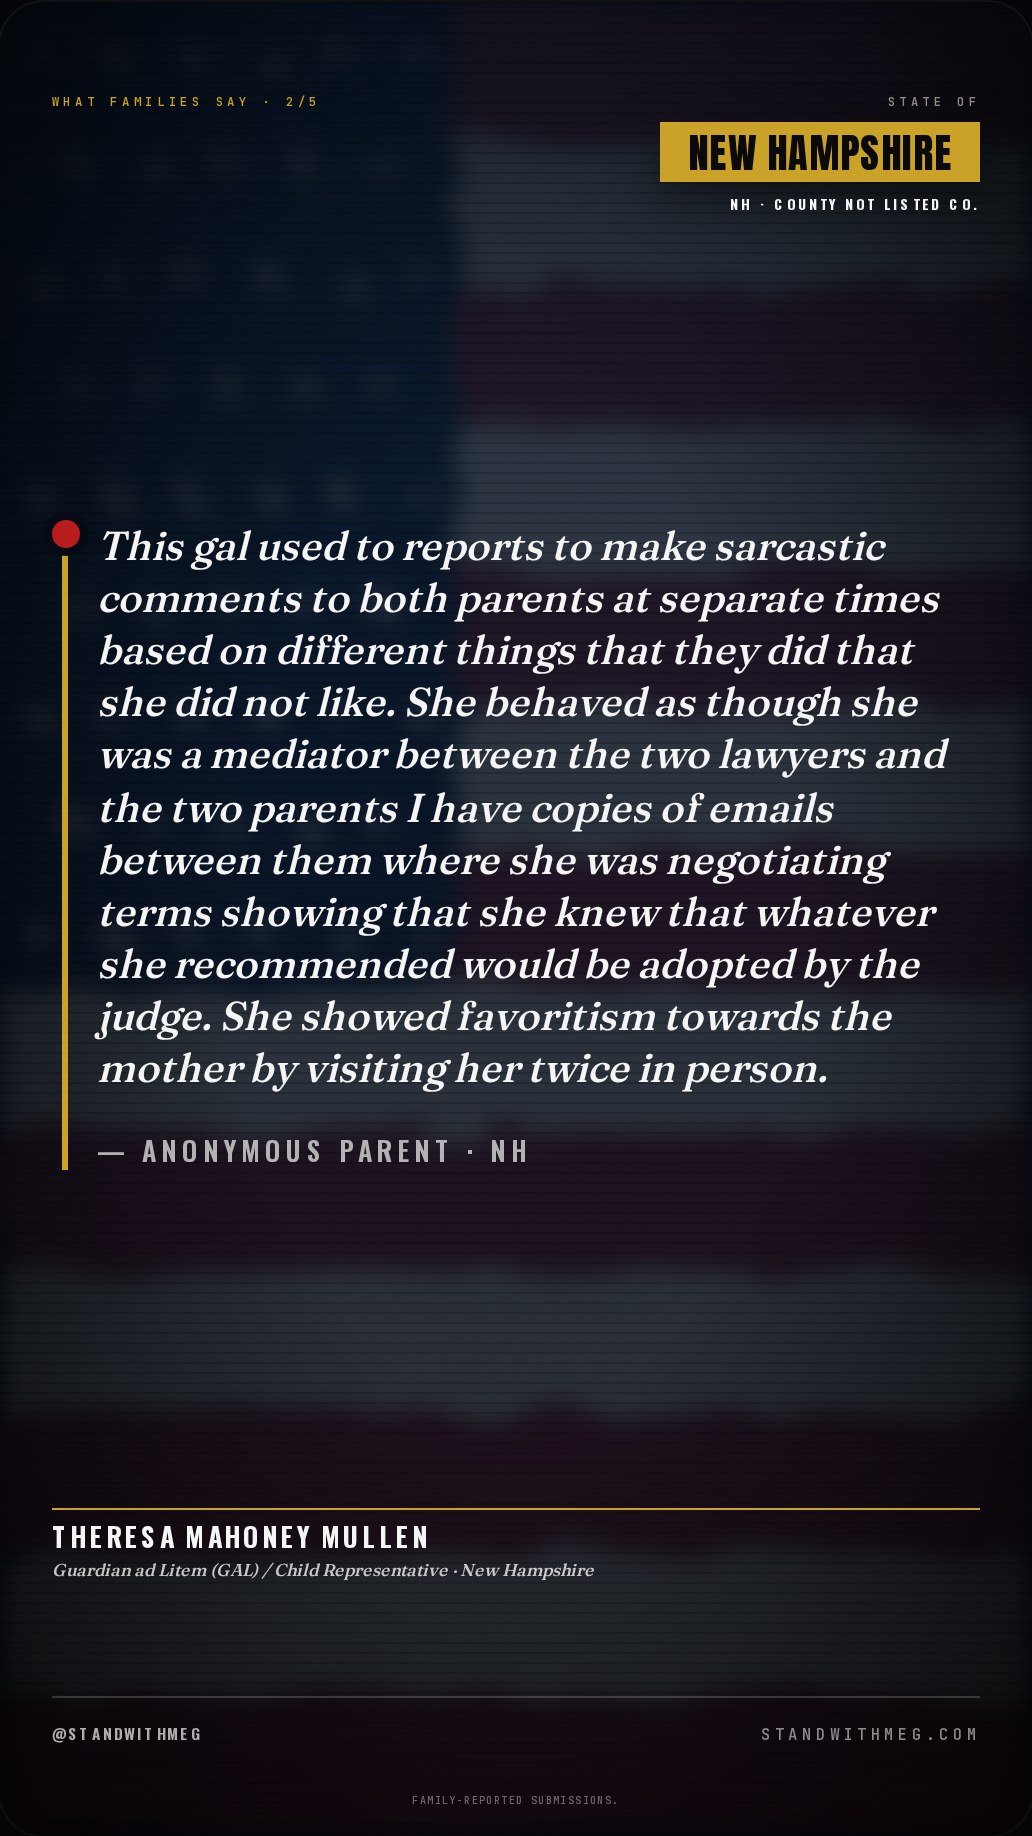 WHAT FAMILIES SAY · 2/5
STATE OF
NEW HAMPSHIRE
NH · COUNTY NOT LISTED CO.
This gal used to reports to make sarcastic
comments to both parents at separate times
based on different things that they did that
she did not like. She behaved as though she
was a mediator between the two lawyers and
the two parents I have copies of emails
between them where she was negotiating
terms showing that she knew that whatever
she recommended would be adopted by the
judge. She showed favoritism towards the
mother by visiting her twice in person.
— ANONYMOUS PARENT · NH
THERESA MAHONEY MULLEN
Guardian ad Litem (GAL) / Child Representative · New Hampshire
@STANDWITHMEG
STANDWITHMEG.COM
FAMILY-REPORTED SUBMISSIONS.